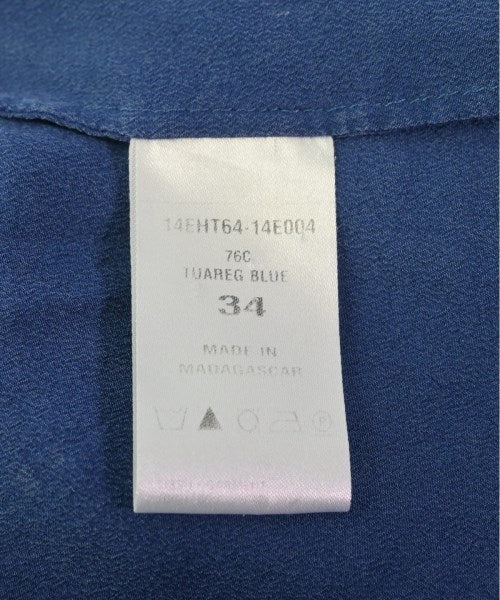 14EHT64-14E004
76C
TUAREG BLUE
34
MADE IN
MADAGASCAR